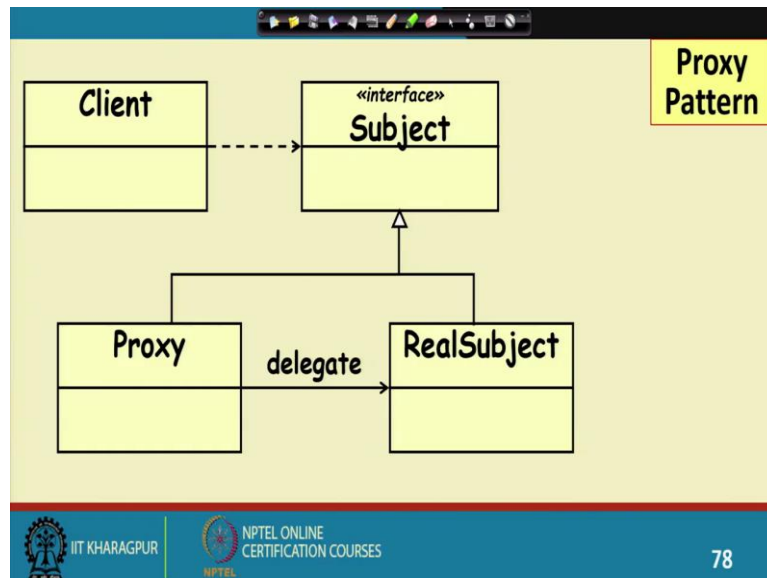 Proxy
Pattern
Client
«interface»
Subject
Proxy
delegate
RealSubject
IIT KHARAGPUR
NPTEL
NPTEL ONLINE
CERTIFICATION COURSES
78